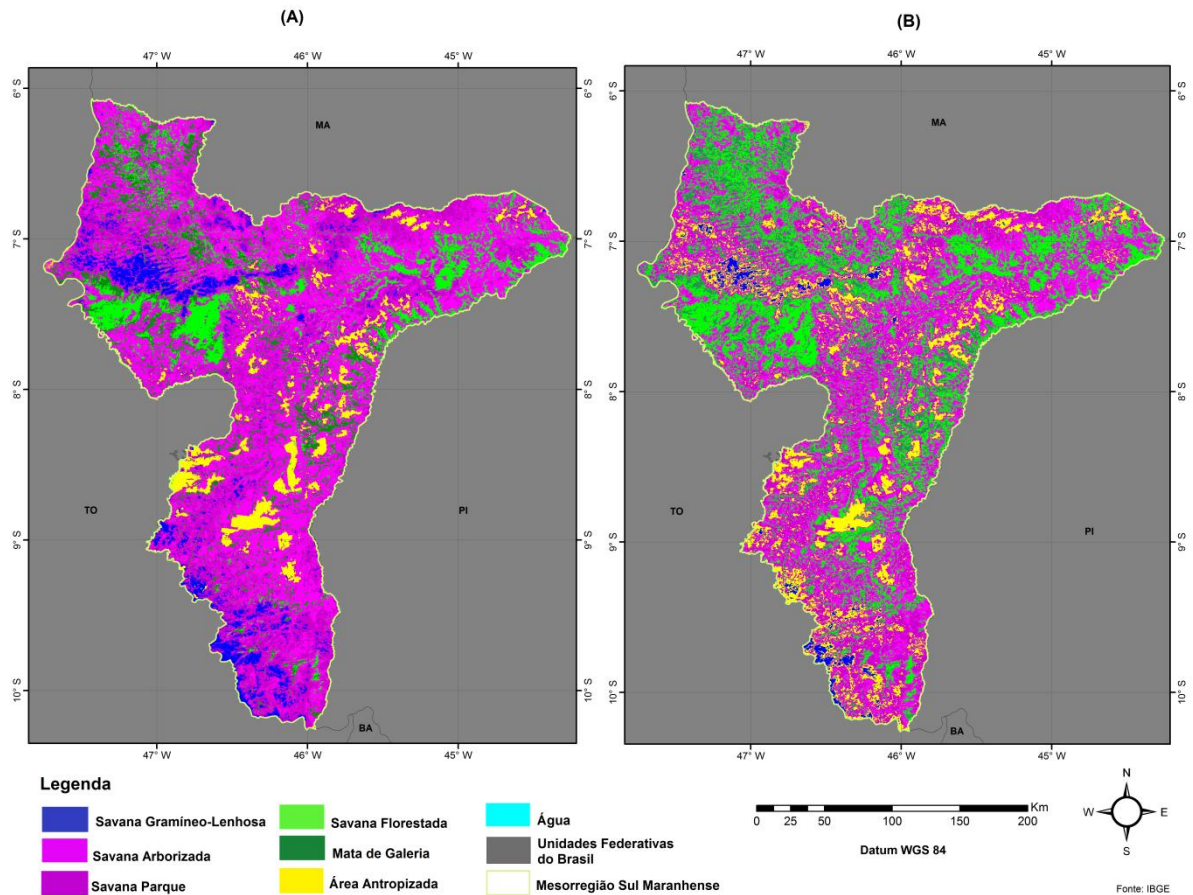 (A)
(B)
47° W
46° W
45° W
47° W
46° W
45° W
6° S
7° S
8° S
9° S
10° S
MA
TO
PI
BA
6° S
7° S
8° S
9° S
10° S
6° S
7° S
8° S
9° S
10° S
MA
TO
PI
BA
6° S
7° S
8° S
9° S
10° S
47° W
46° W
45° W
47° W
46° W
45° W
Legenda
Savana Gramíneo-Lenhosa
Savana Arborizada
Savana Parque
Savana Florestada
Mata de Galeria
Área Antropizada
Água
Unidades Federativas
do Brasil
Mesorregião Sul Maranhense
Km
0 25 50 100 150 200
Datum WGS 84
N
W
E
S
Fonte: IBGE